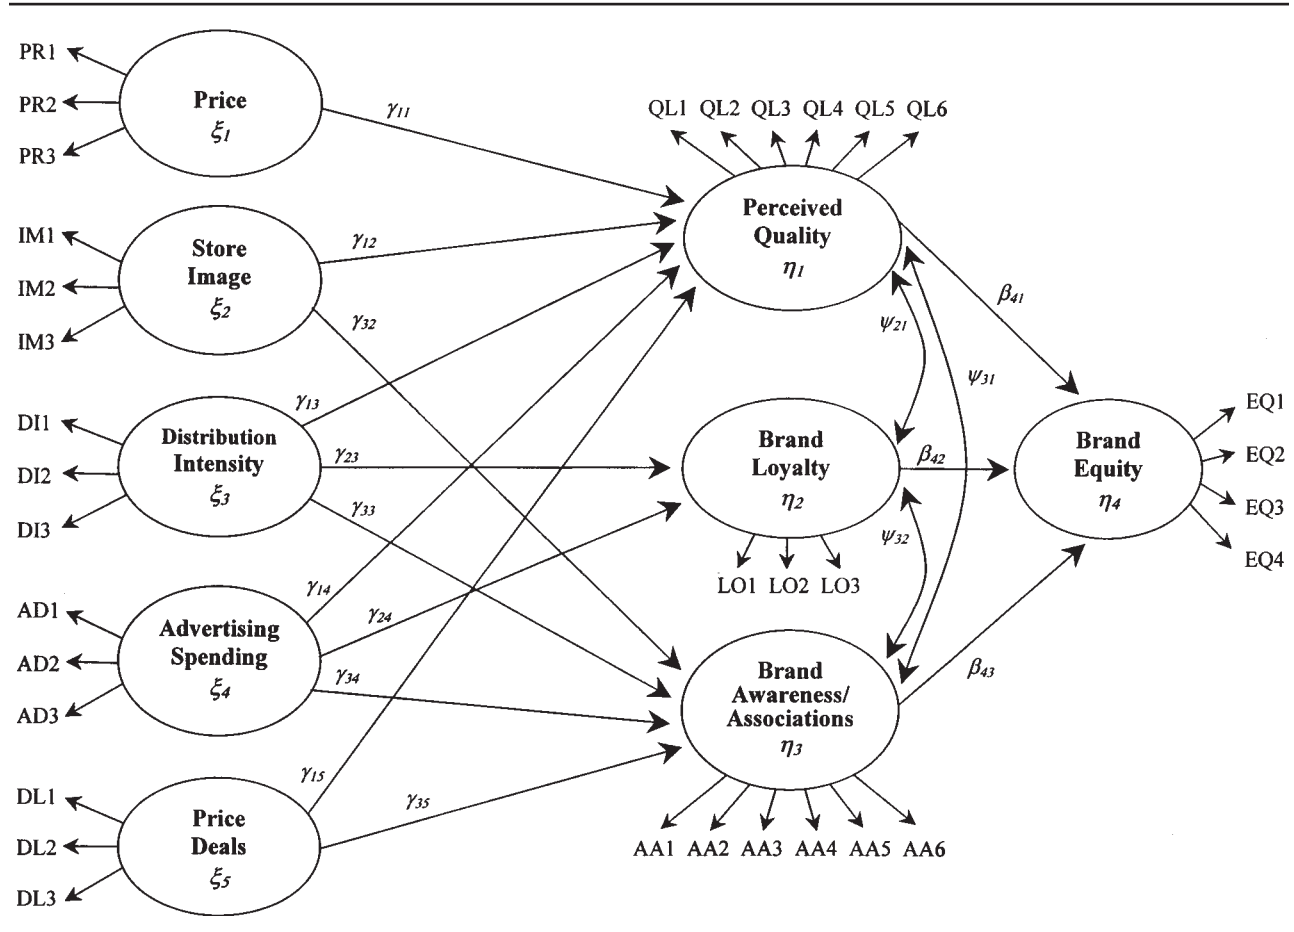 PR1
PR2
PR3
Price
ξ1
γ11
IM1
IM2
IM3
Store
Image
ξ2
γ12
γ32
DI1
DI2
DI3
Distribution
Intensity
ξ3
γ13
γ23
γ33
AD1
AD2
AD3
Advertising
Spending
ξ4
γ14
γ24
γ34
DL1
DL2
DL3
Price
Deals
ξ5
γ15
γ35
QL1 QL2 QL3 QL4 QL5 QL6
Perceived
Quality
η1
ψ21
ψ31
β41
Brand
Loyalty
η2
β42
LO1 LO2 LO3
ψ32
Brand
Awareness/
Associations
η3
β43
AA1 AA2 AA3 AA4 AA5 AA6
Brand
Equity
η4
EQ1
EQ2
EQ3
EQ4